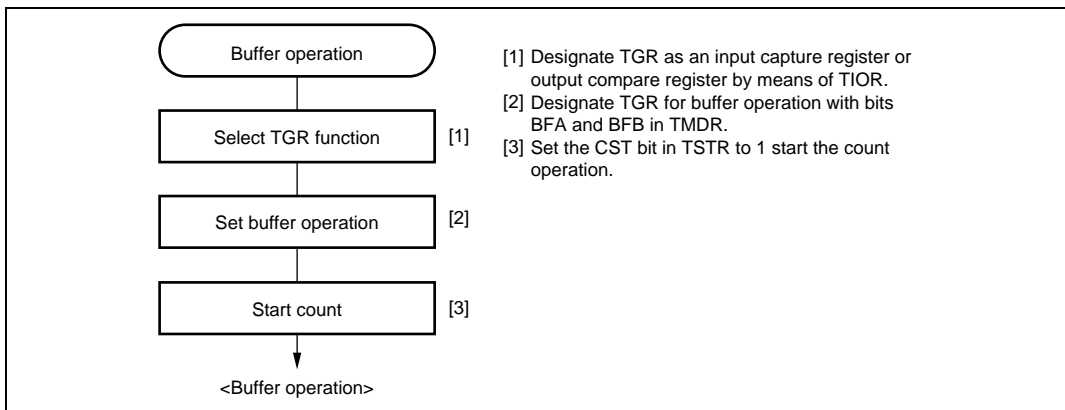 Buffer operation
Select TGR function
[1]
Set buffer operation
[2]
Start count
[3]
<Buffer operation>
[1] Designate TGR as an input capture register or
output compare register by means of TIOR.
[2] Designate TGR for buffer operation with bits
BFA and BFB in TMDR.
[3] Set the CST bit in TSTR to 1 start the count
operation.